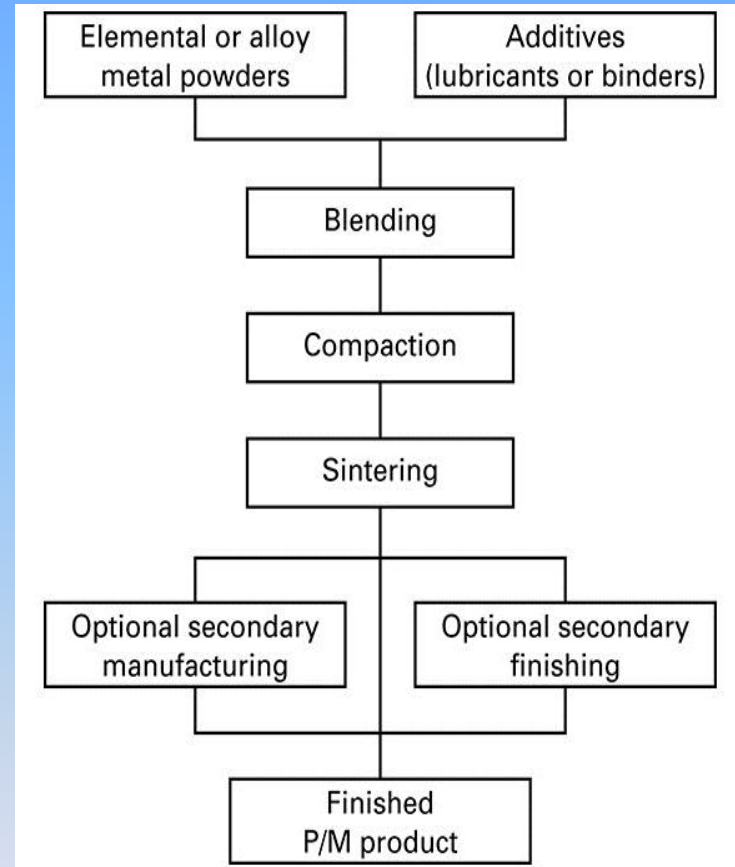 Elemental or alloy
metal powders
Additives
(lubricants or binders)
Blending
Compaction
Sintering
Optional secondary
manufacturing
Optional secondary
finishing
Finished
P/M product